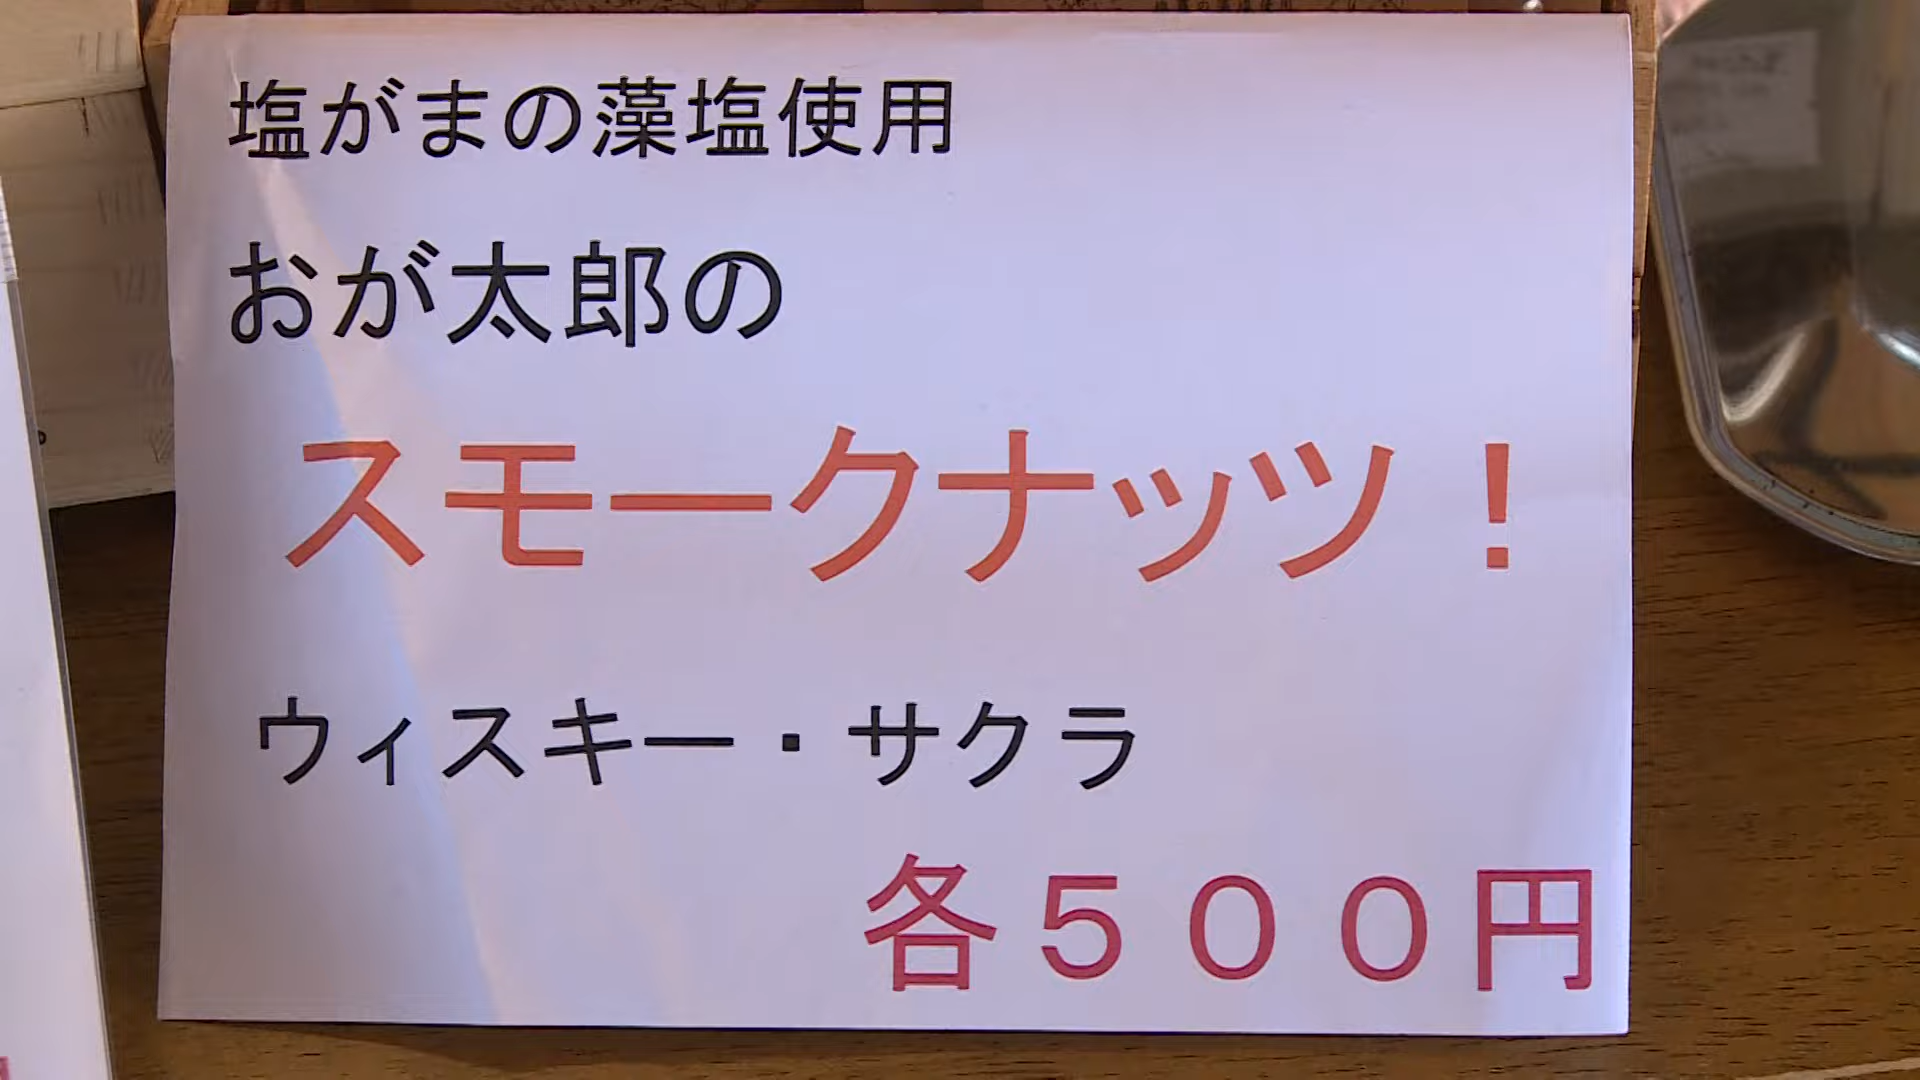 塩がまの藻塩使用
おが太郎の
スモークナッツ！
ウィスキー・サクラ
各５００円